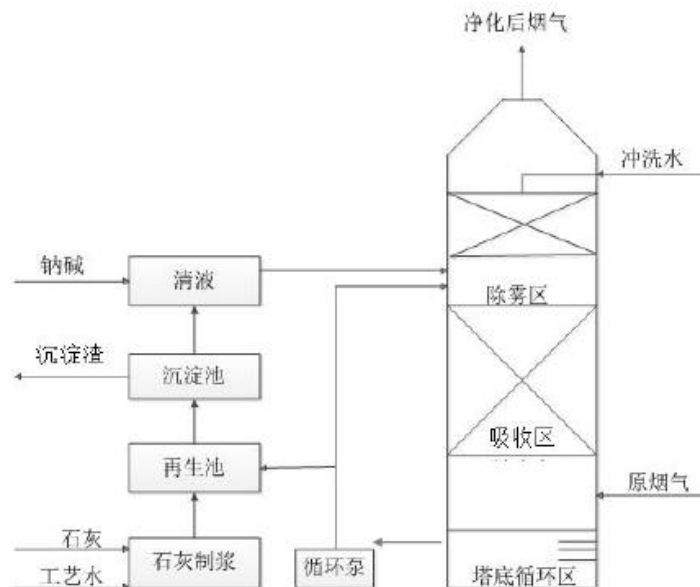 净化后烟气
冲洗水
钠碱
清液
除雾区
沉淀渣
沉淀池
吸收区
再生池
原烟气
石灰
石灰制浆
工艺水
循环泵
塔底循环区